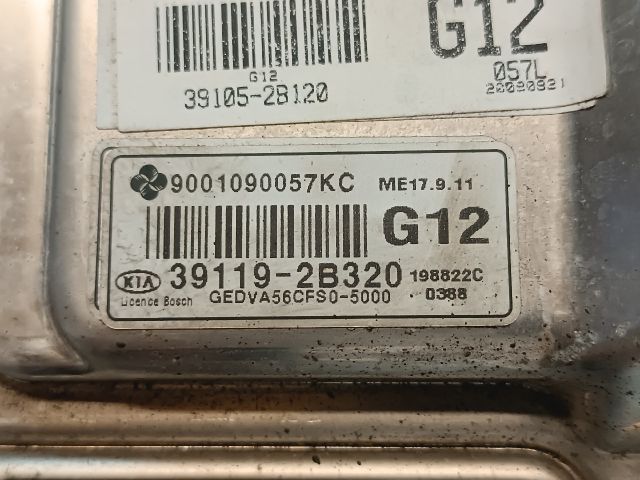 G12
G12
39105-2B120
057L
20090921
9001090057KC ME17.9.11
G12
KIA 39119-2B320 198822C
Licence Bosch GEDVA56CFS0-5000 0388